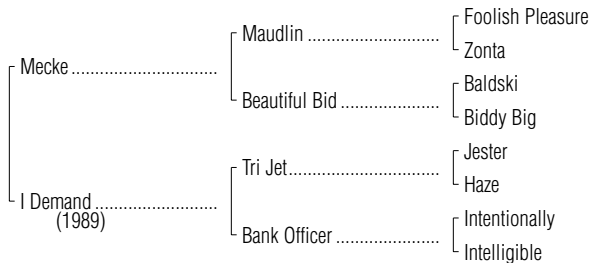 Foolish Pleasure
Maudlin ..............................
Zonta
Mecke .................................
Baldski
Beautiful Bid ......................
Biddy Big
Jester
Tri Jet.................................
Haze
I Demand ...........................
(1989)
Intentionally
Bank Officer .......................
Intelligible